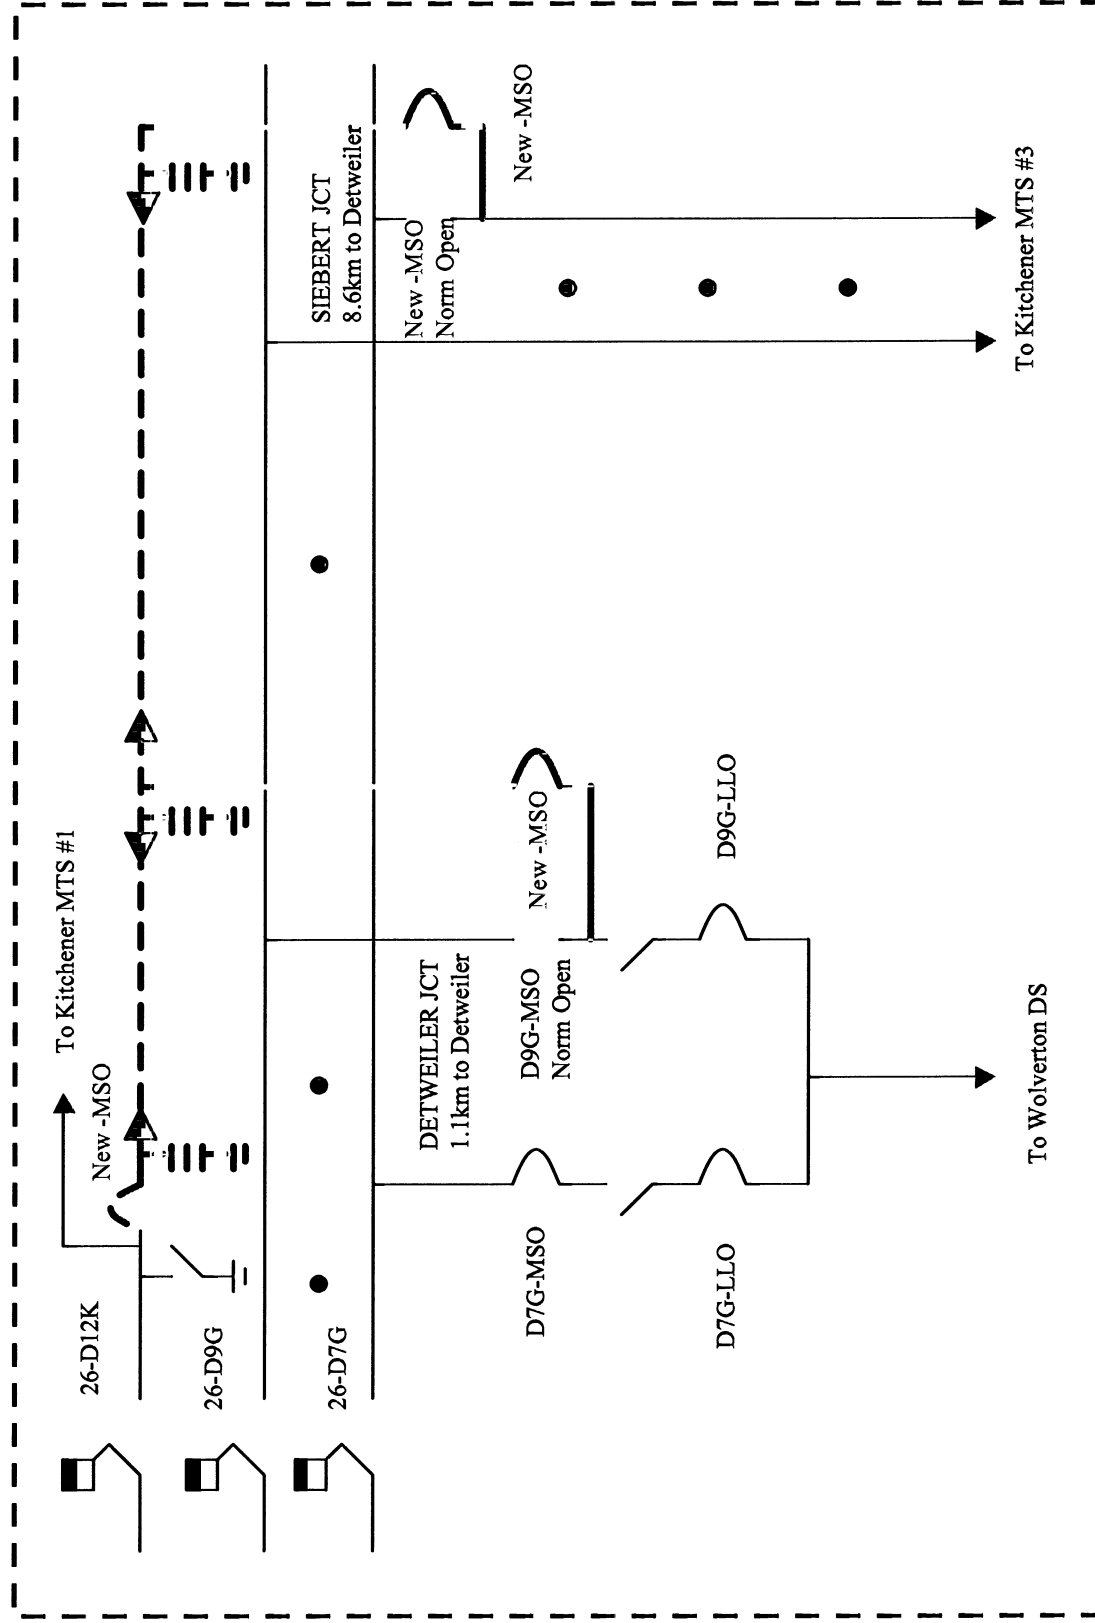 To Kitchener MTS #1
26-D12K
New -MSO
26-D9G
26-D7G
SIEBERT JCT
8.6km to Detweiler
New -MSO
Norm Open
New -MSO
DETWEILER JCT
1.1km to Detweiler
D7G-MSO
D9G-MSO
Norm Open
New -MSO
D7G-LLO
D9G-LLO
To Wolverton DS
To Kitchener MTS #3